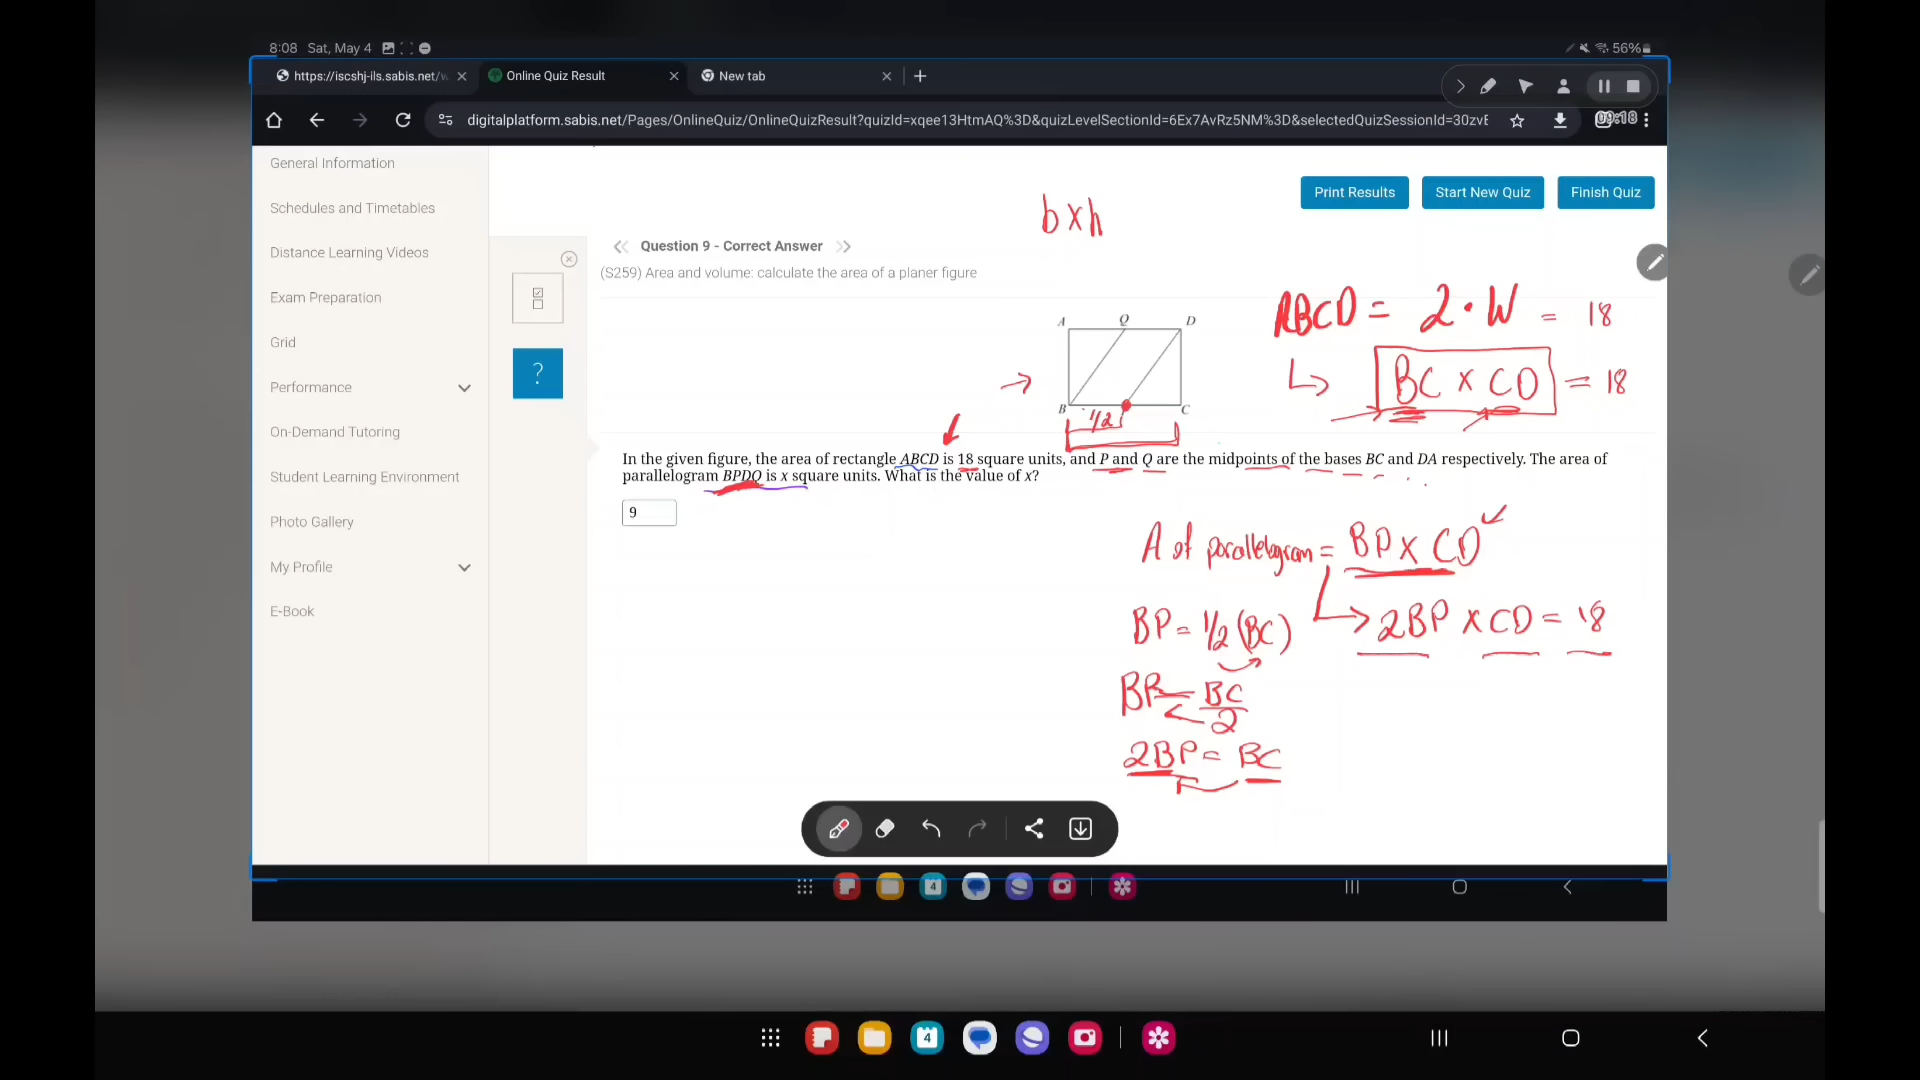 8:08 Sat, May 4
56%
https://iscshj-ils.sabis.net/w
Online Quiz Result
New tab
digitalplatform.sabis.net/Pages/OnlineQuiz/OnlineQuizResult?quizId=xqee13HtmAQ%3D&quizLevelSectionId=6Ex7AvRz5NM%3D&selectedQuizSessionId=30zvE
09:18
General Information
Schedules and Timetables
Distance Learning Videos
Exam Preparation
Grid
Performance
On-Demand Tutoring
Student Learning Environment
Photo Gallery
My Profile
E-Book
Print Results
Start New Quiz
Finish Quiz
b x h
Question 9 - Correct Answer
(S259) Area and volume: calculate the area of a planer figure
?
A Q D
B C
1/2
ABCD = 2 · W = 18
BC x CD = 18
In the given figure, the area of rectangle ABCD is 18 square units, and P and Q are the midpoints of the bases BC and DA respectively. The area of
parallelogram BPDQ is x square units. What is the value of x?
9
A of parallelogram = BP x CD
BP = 1/2 (BC)
2BP x CD = 18
BP = BC/2
2BP = BC
4
4